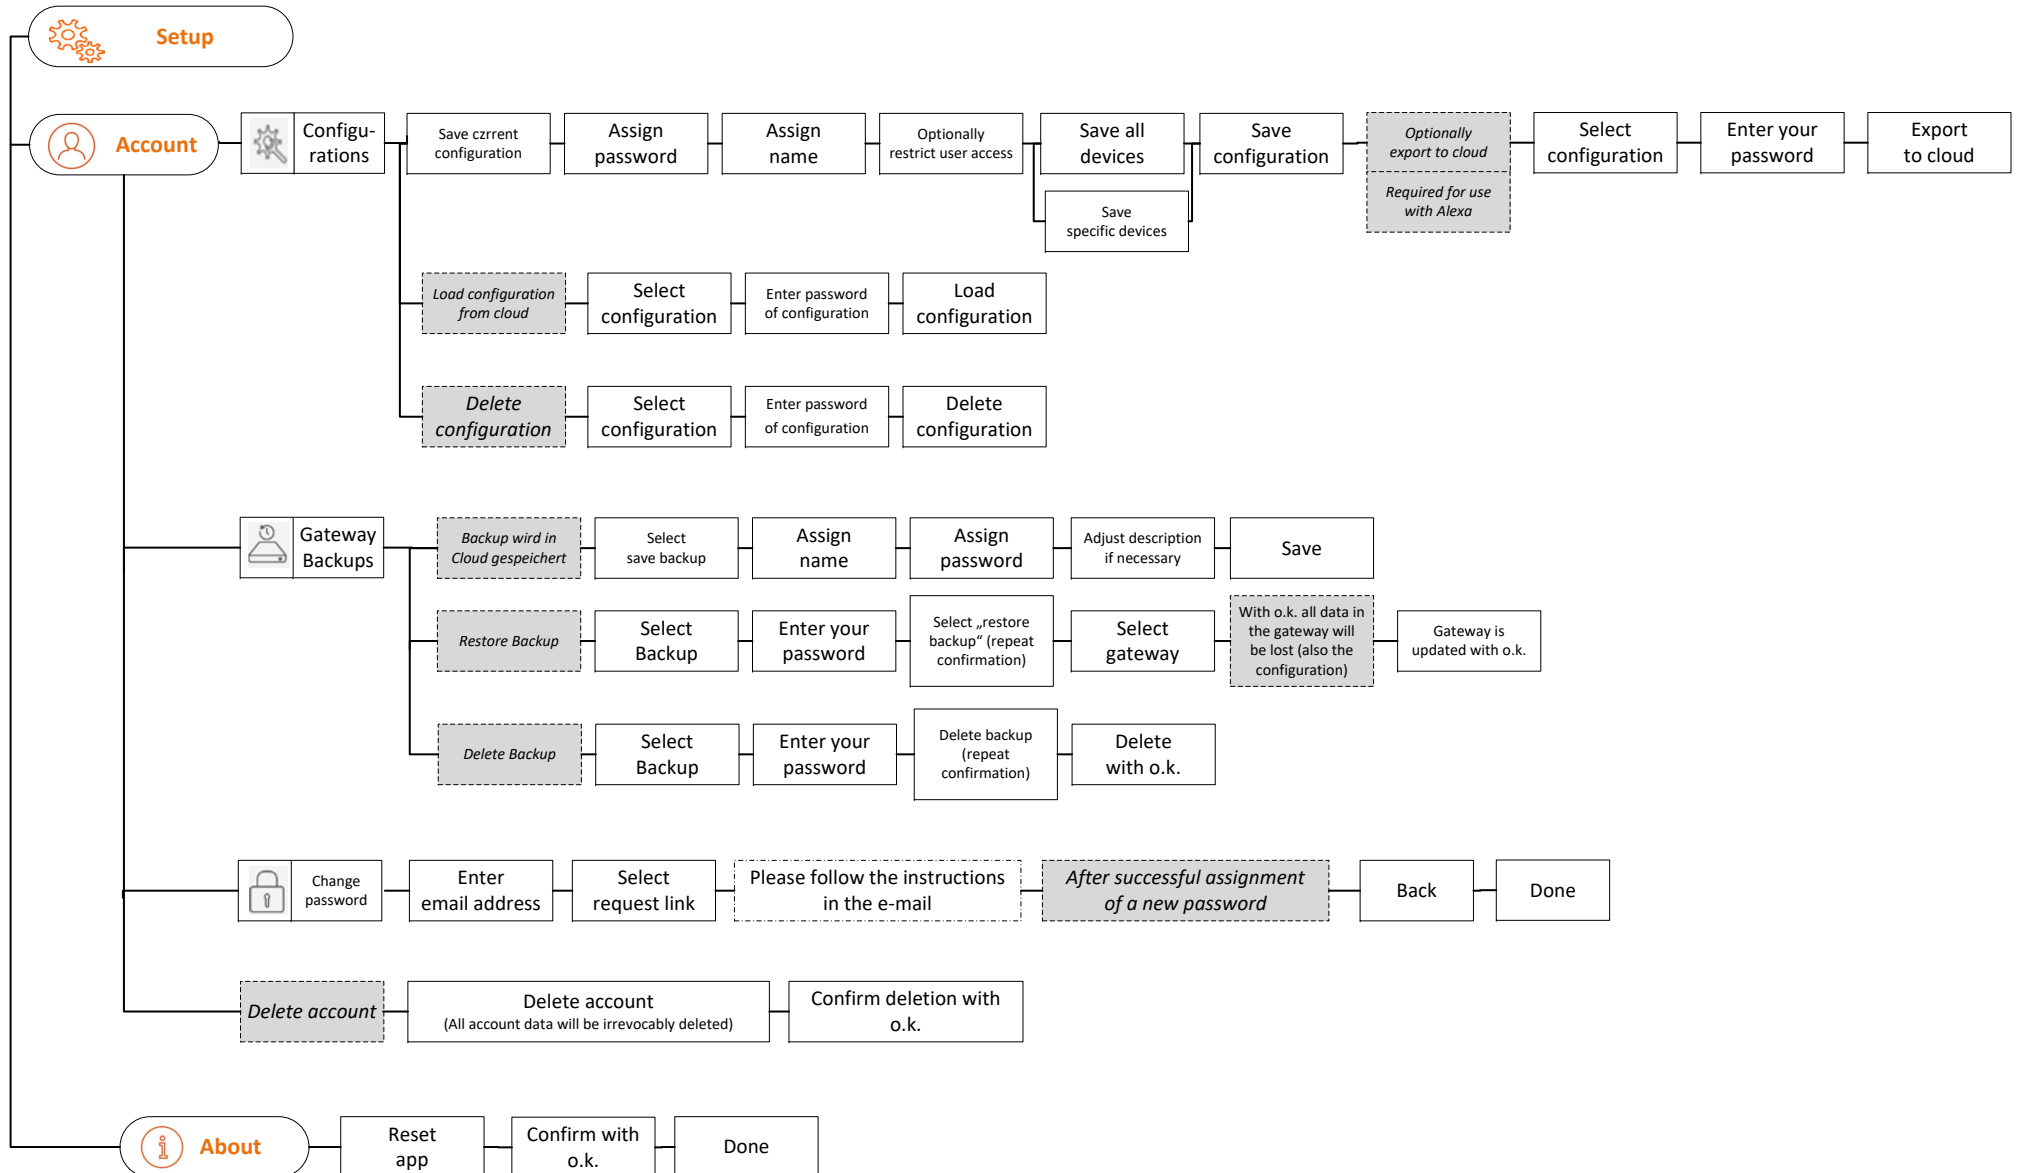 Setup
Account
Configu-
rations
Save czrrent
configuration
Assign
password
Assign
name
Optionally
restrict user access
Save all
devices
Save
specific devices
Save
configuration
Optionally
export to cloud
Required for use
with Alexa
Select
configuration
Enter your
password
Export
to cloud
Load configuration
from cloud
Select
configuration
Enter password
of configuration
Load
configuration
Delete
configuration
Select
configuration
Enter password
of configuration
Delete
configuration
Gateway
Backups
Backup wird in
Cloud gespeichert
Select
save backup
Assign
name
Assign
password
Adjust description
if necessary
Save
Restore Backup
Select
Backup
Enter your
password
Select „restore
backup“ (repeat
confirmation)
Select
gateway
With o.k. all data in
the gateway will
be lost (also the
configuration)
Gateway is
updated with o.k.
Delete Backup
Select
Backup
Enter your
password
Delete backup
(repeat
confirmation)
Delete
with o.k.
Change
password
Enter
email address
Select
request link
Please follow the instructions
in the e-mail
After successful assignment
of a new password
Back
Done
Delete account
Delete account
(All account data will be irrevocably deleted)
Confirm deletion with
o.k.
About
Reset
app
Confirm with
o.k.
Done